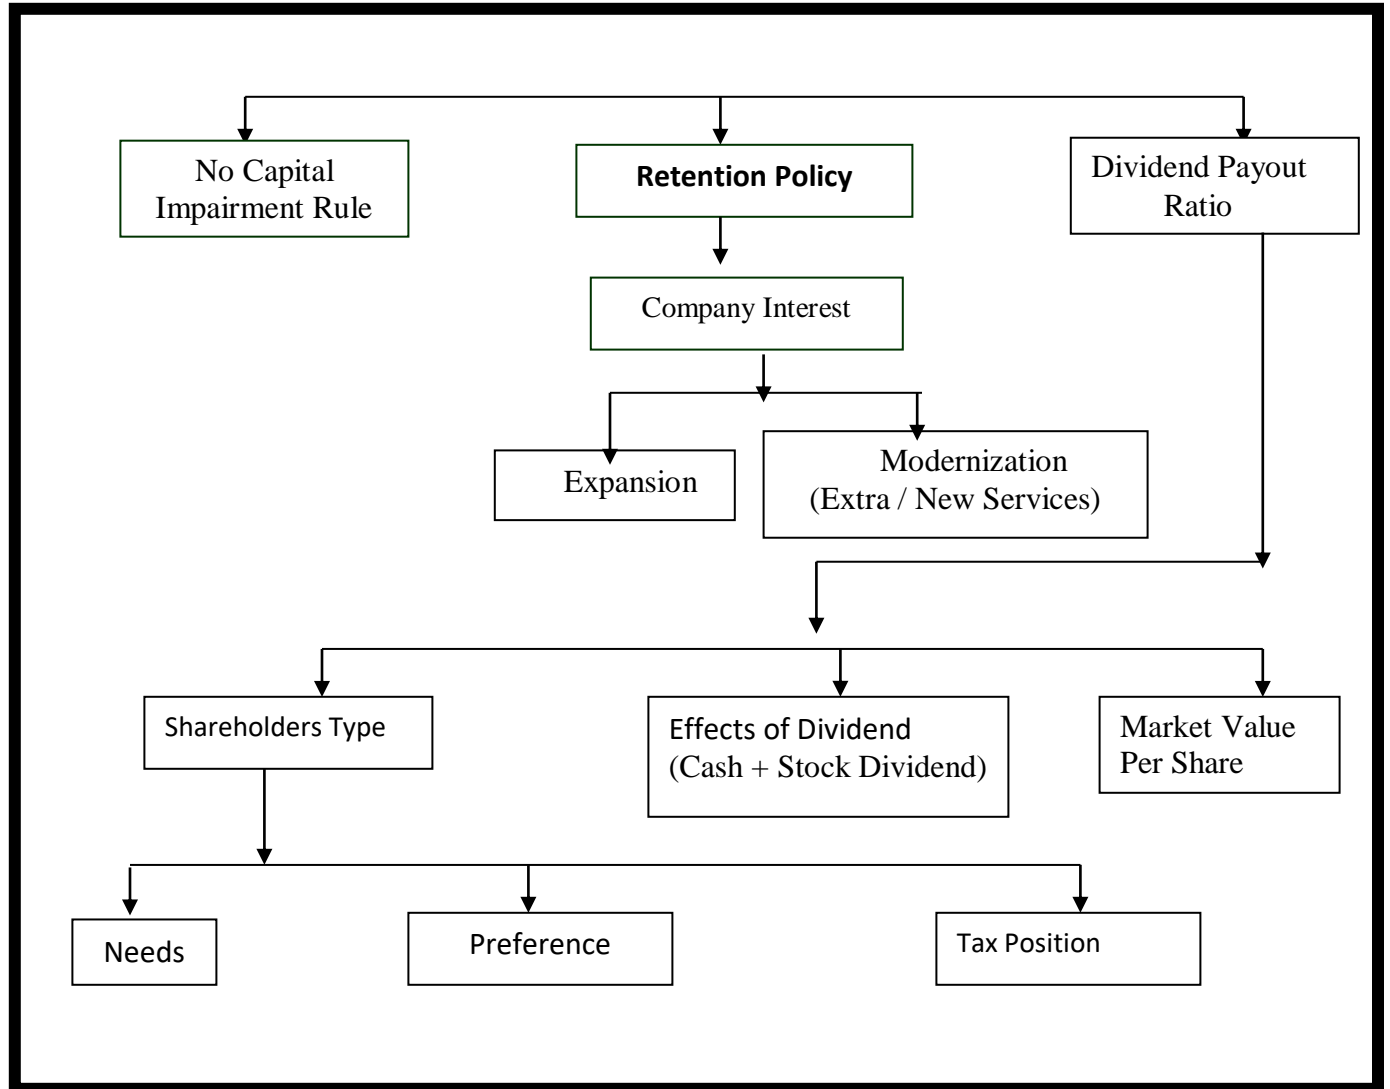 No Capital
Impairment Rule
Retention Policy
Dividend Payout
Ratio
Company Interest
Expansion
Modernization
(Extra / New Services)
Shareholders Type
Effects of Dividend
(Cash + Stock Dividend)
Market Value
Per Share
Needs
Preference
Tax Position